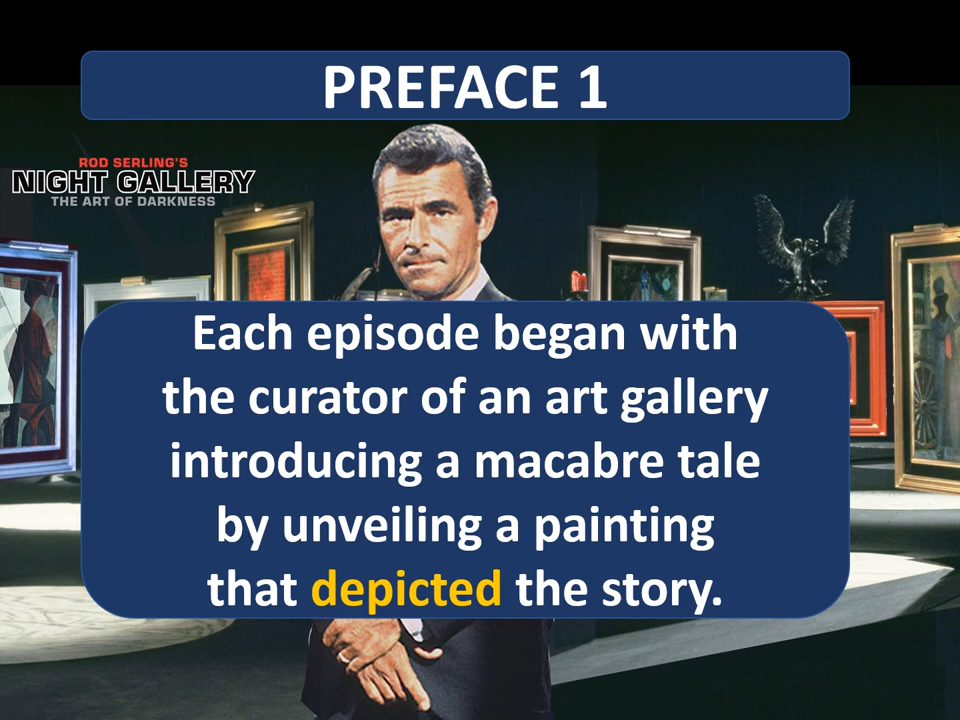 PREFACE 1
ROD SERLING'S
NIGHT GALLERY
THE ART OF DARKNESS
Each episode began with
the curator of an art gallery
introducing a macabre tale
by unveiling a painting
that depicted the story.